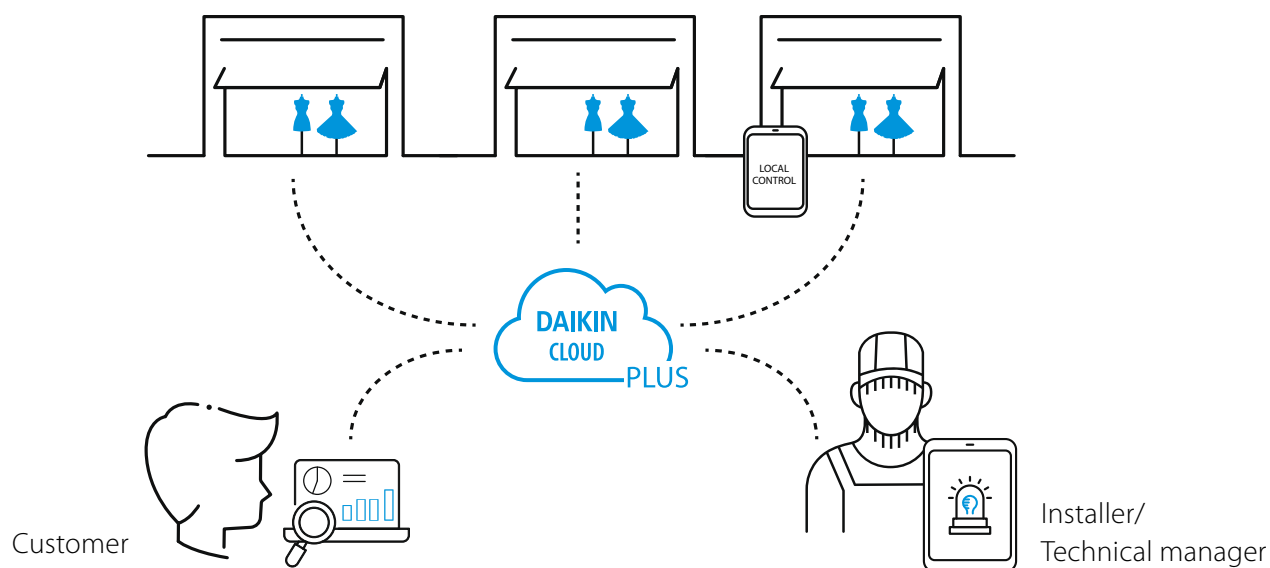 LOCAL
CONTROL
DAIKIN
CLOUD
PLUS
Customer
Installer/
Technical manager